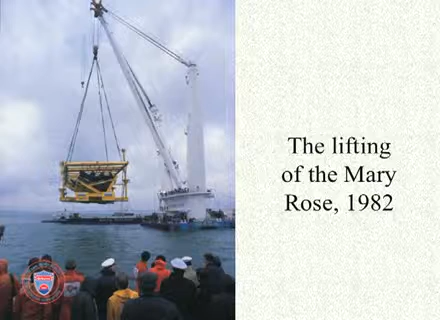 The lifting
of the Mary
Rose, 1982